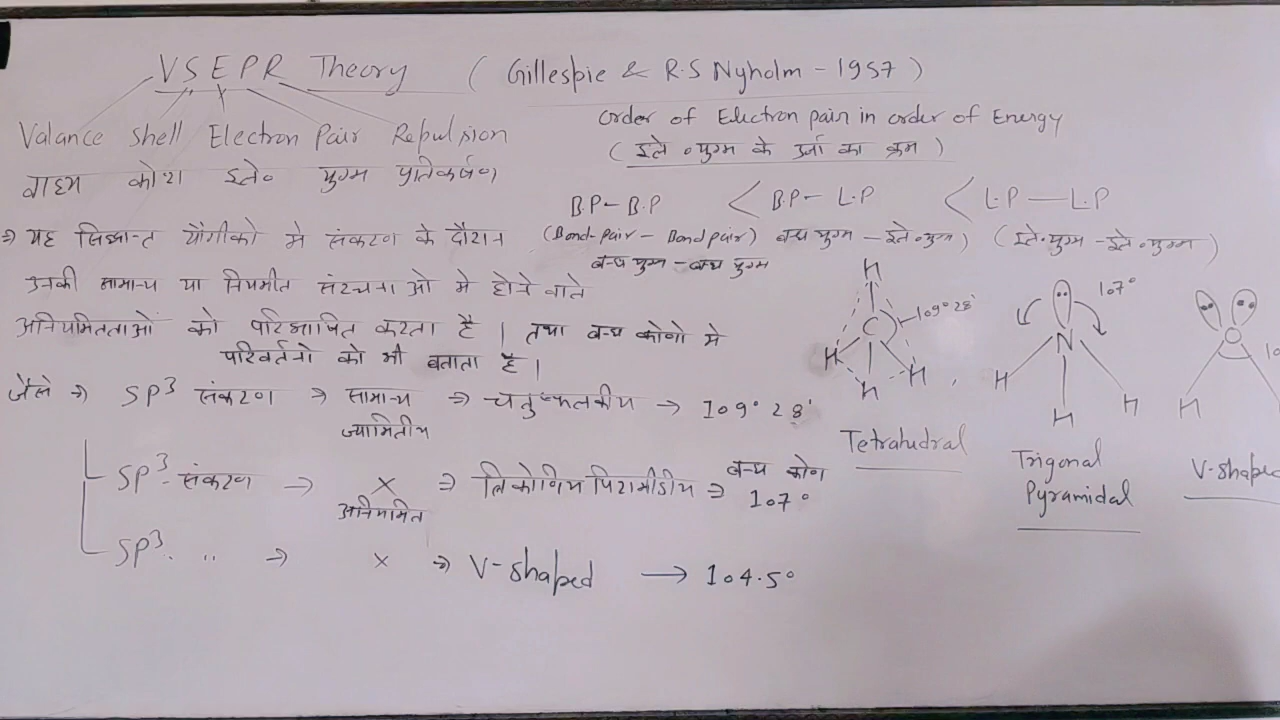 VSEPR Theory (Gillespie & R.S Nyholm - 1957)
Valance Shell Electron Pair Repulsion
वाह्य कोश इले० युग्म प्रतिकर्षण
Order of Electron pair in order of Energy
(इले०युग्म के उर्जा का क्रम)
B.P-B.P < B.P-L.P < L.P-L.P
(Bond-Pair - Bond pair) बन्ध युग्म - इले०युग्म) (इले०युग्म -इले०युग्म)
बन्ध युग्म - बन्ध युग्म
⇒ यह सिद्धान्त यौगीको मे संकरण के दौरान
उनकी सामान्य या नियमीत संरचनाओ मे होने वाले
अनियमितताओं को परिभाषित करता है। तथा बन्ध कोणो मे
परिवर्तनो को भी बताता है।
जैसे ⇒ SP³ संकरण ⇒ सामान्य ⇒ चतुष्फलकीय → 109°28'
ज्यामितीय
SP³-संकरण → × ⇒ त्रिकोणिय पिरामीडीय ⇒ बन्ध कोण
107°
अनियमित
SP³. ,, ⇒ × ⇒ V-shaped → 104.5°
H
C 109°28'
H H
H
Tetrahedral
107°
N
H H
H
Trigonal
Pyramidal
O
10
H
V-shaped